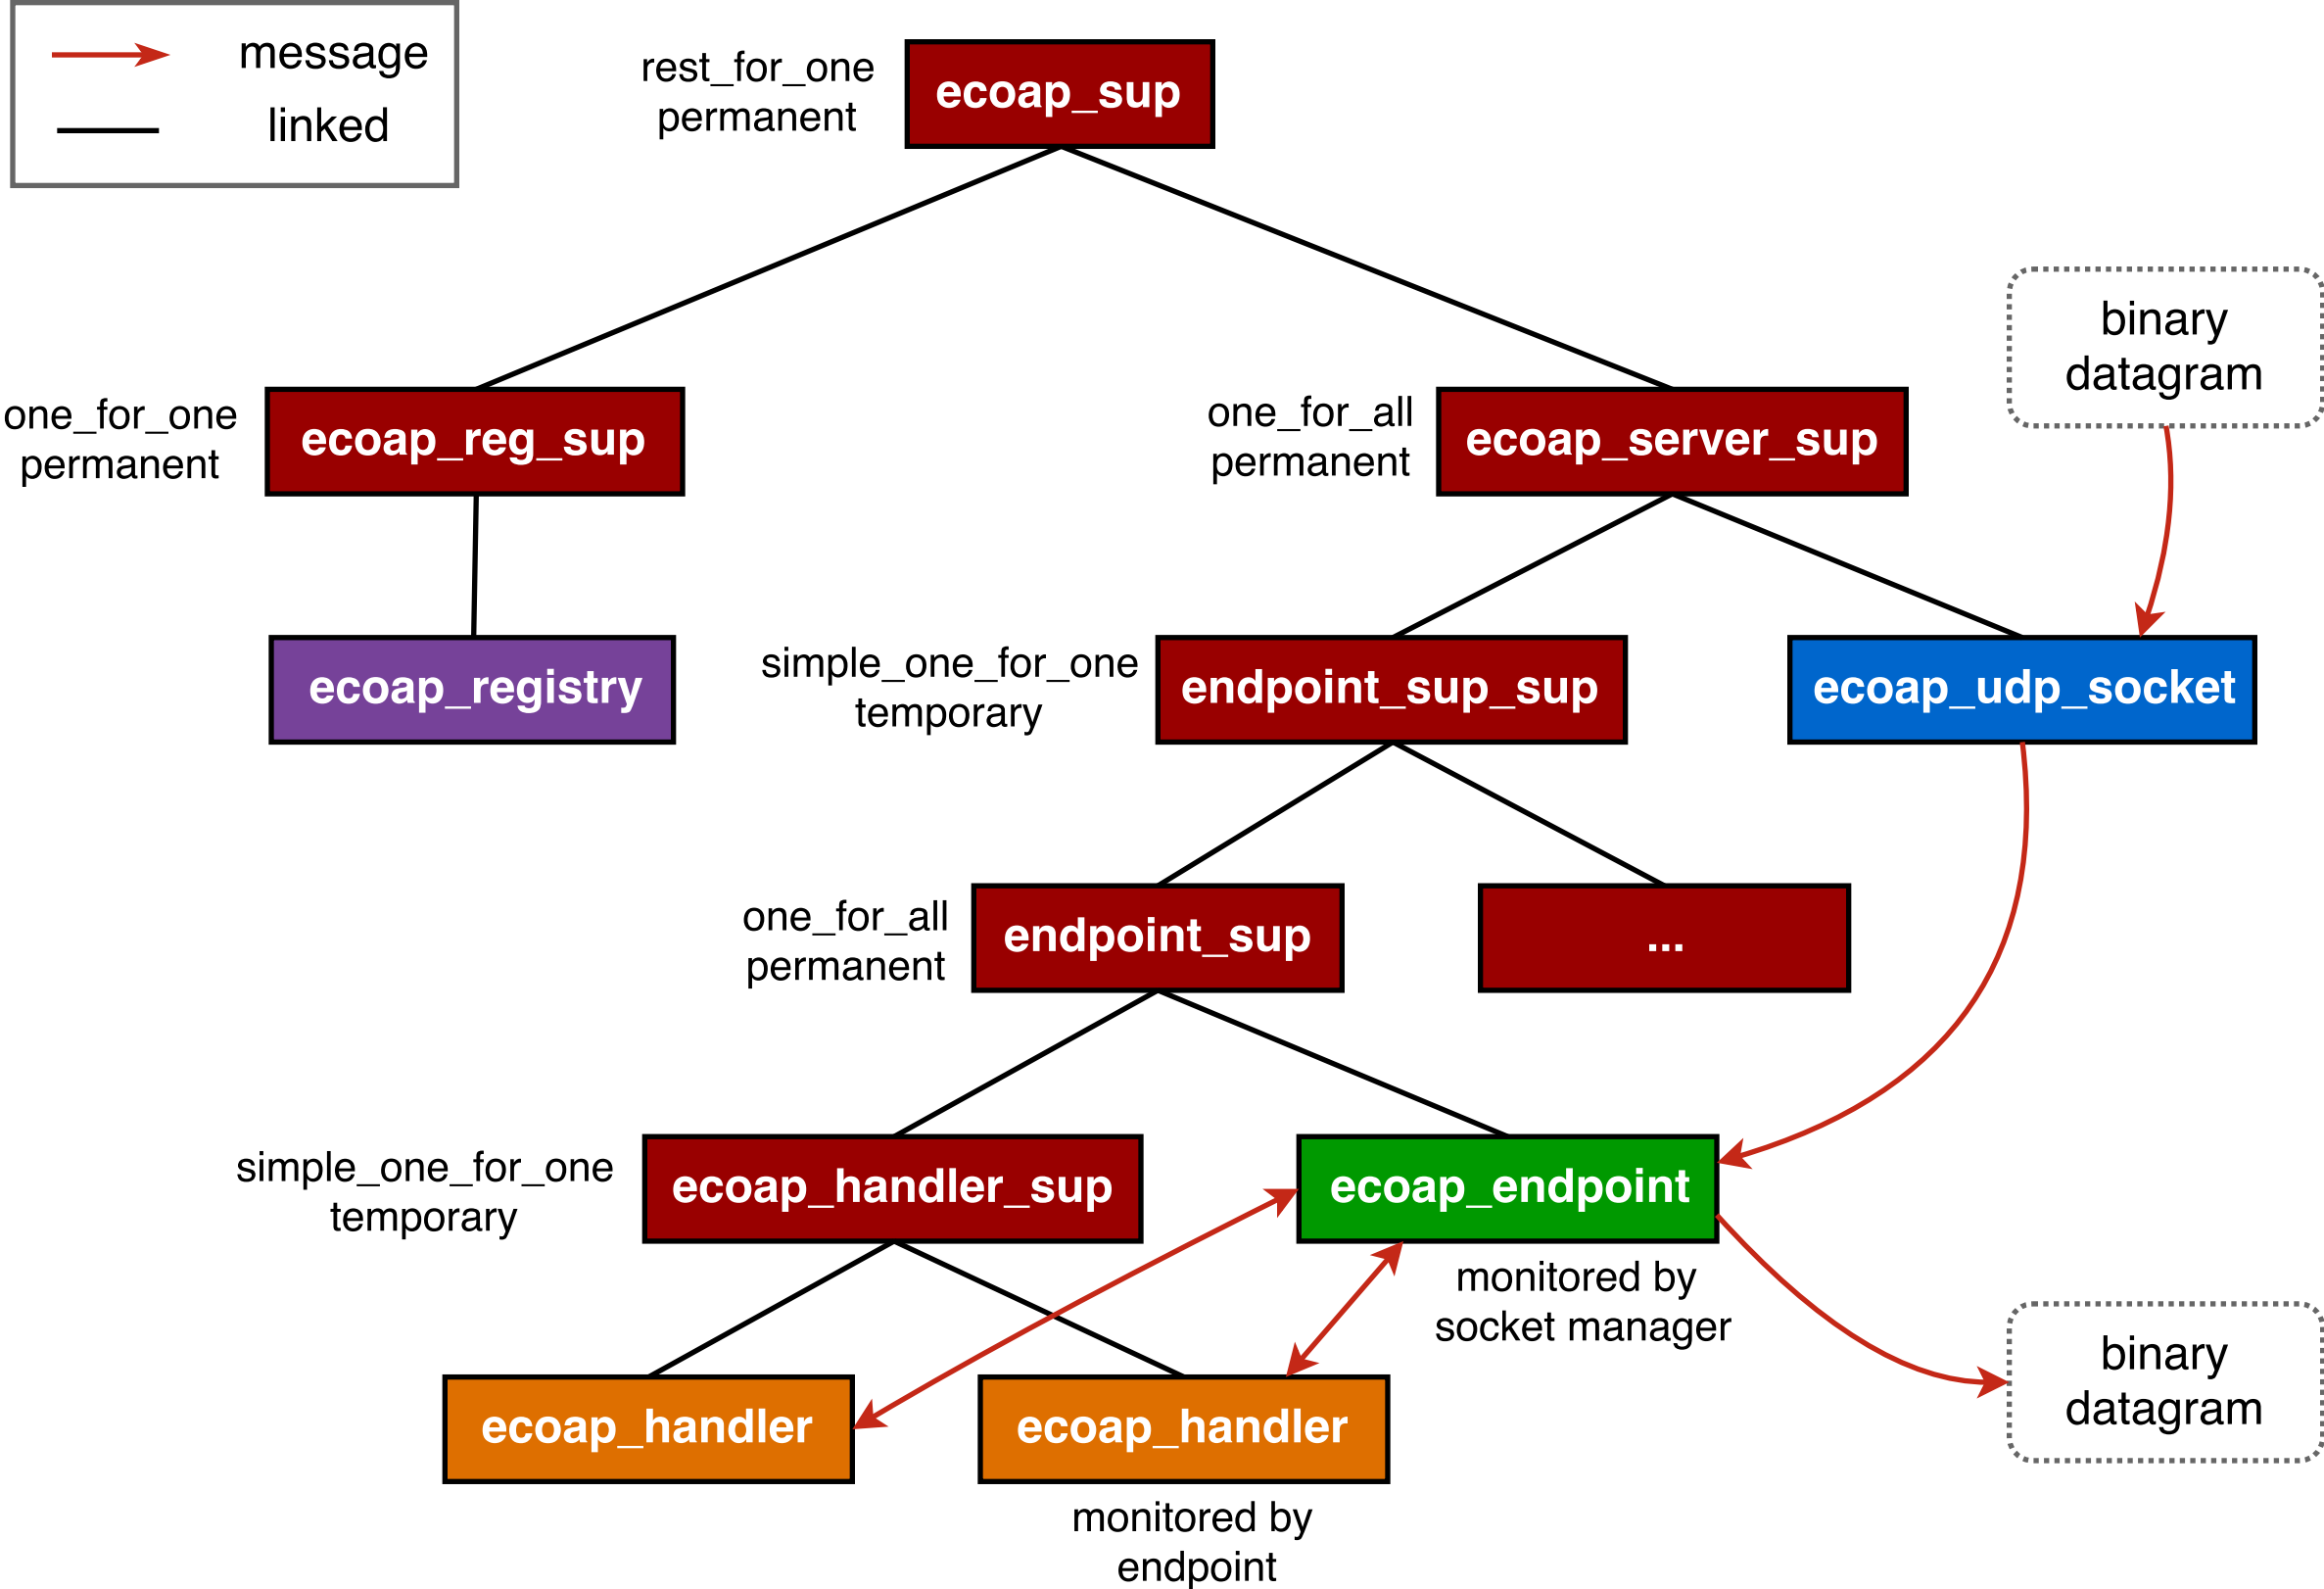 message
linked
rest_for_one
permanent
ecoap_sup
binary
datagram
one_for_one
permanent
ecoap_reg_sup
one_for_all
permanent
ecoap_server_sup
ecoap_registry
simple_one_for_one
temporary
endpoint_sup_sup
ecoap_udp_socket
one_for_all
permanent
endpoint_sup
...
simple_one_for_one
temporary
ecoap_handler_sup
ecoap_endpoint
monitored by
socket manager
binary
datagram
ecoap_handler
ecoap_handler
monitored by
endpoint